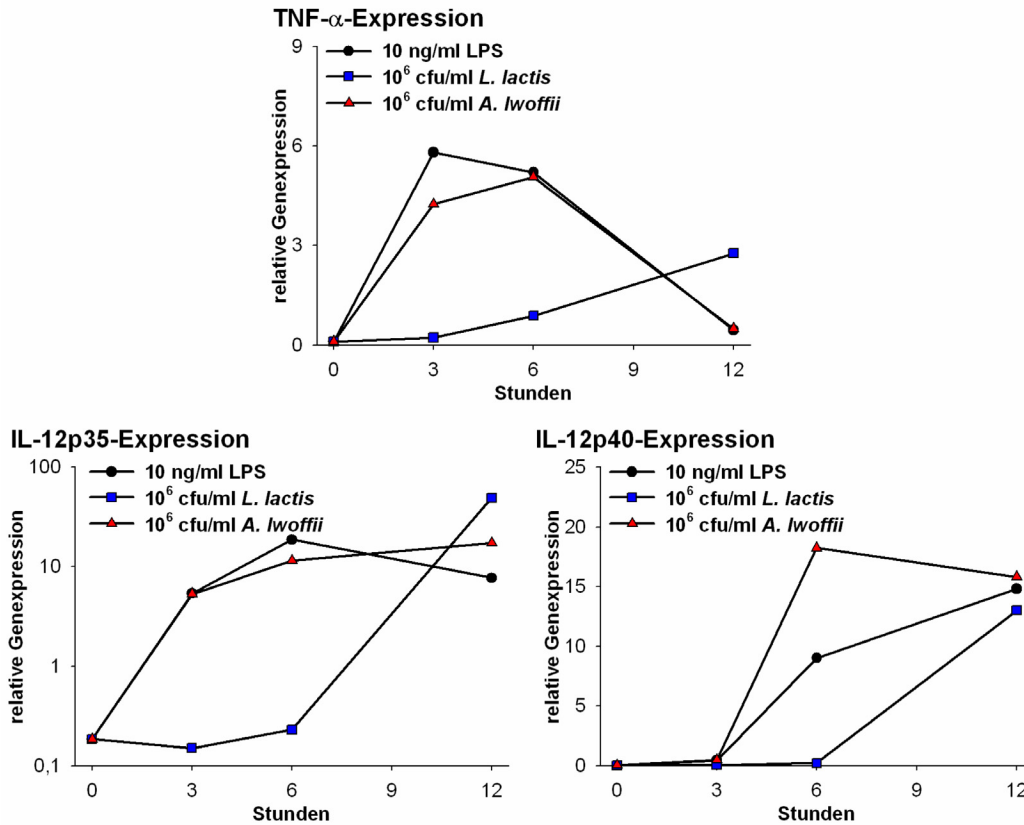 TNF-α-Expression
10 ng/ml LPS
10⁶ cfu/ml L. lactis
10⁶ cfu/ml A. lwoffii
relative Genexpression
9
6
3
0
0 3 6 9 12
Stunden
IL-12p35-Expression
10 ng/ml LPS
10⁶ cfu/ml L. lactis
10⁶ cfu/ml A. lwoffii
relative Genexpression
100
10
1
0,1
0 3 6 9 12
Stunden
IL-12p40-Expression
10 ng/ml LPS
10⁶ cfu/ml L. lactis
10⁶ cfu/ml A. lwoffii
relative Genexpression
25
20
15
10
5
0
0 3 6 9 12
Stunden